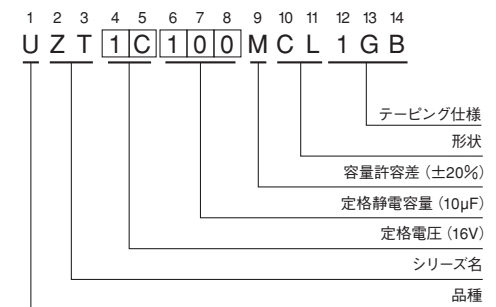 1 2 3 4 5 6 7 8 9 10 11 12 13 14
U Z T 1 C 1 0 0 M C L 1 G B
テーピング仕様
形状
容量許容差（±20％）
定格静電容量（10µF）
定格電圧（16V）
シリーズ名
品種